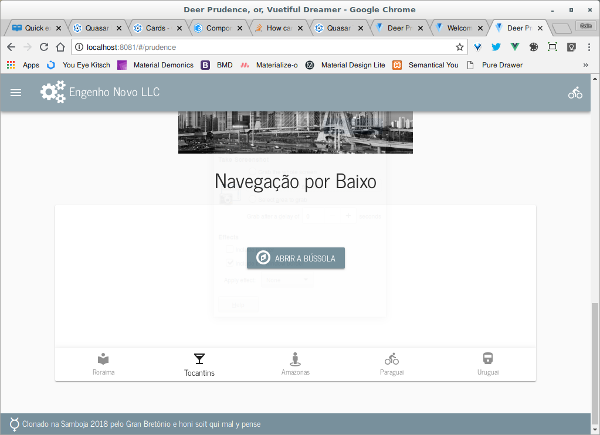 Deer Prudence, or, Vuetiful Dreamer - Google Chrome
Quick e
Quasar
Cards -
Compo
How ca
Quasar
Deer P
Welcom
Deer P
localhost:8081/#/prudence
Apps
You Eye Kitsch
Material Demonics
BMD
Materialize-o
Material Design Lite
Semantical You
Pure Drawer
Engenho Novo LLC
Navegação por Baixo
ABRIR A BÚSSOLA
Roraima
Tocantins
Amazonas
Paraguai
Uruguai
Clonado na Samboja 2018 pelo Gran Bretónio e honi soit qui mal y pense